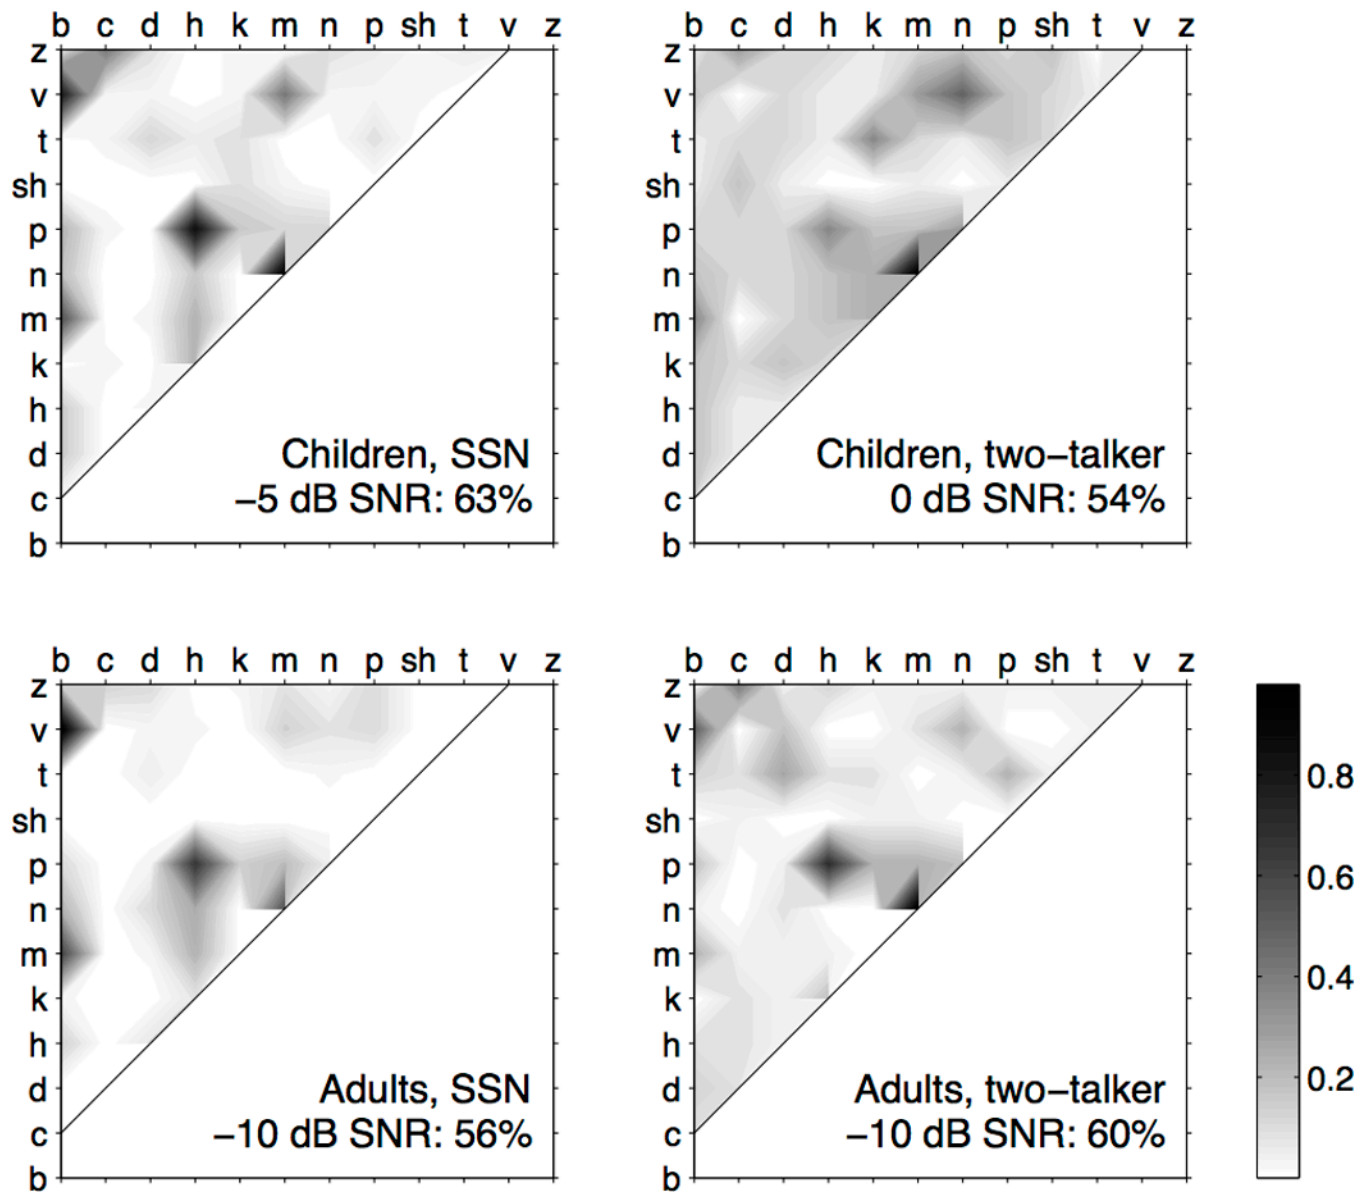 b c d h k m n p sh t v z
b c d h k m n p sh t v z
z
v
t
sh
p
n
m
k
h
d
c
b
Children, SSN
−5 dB SNR: 63%
z
v
t
sh
p
n
m
k
h
d
c
b
Children, two−talker
0 dB SNR: 54%
b c d h k m n p sh t v z
b c d h k m n p sh t v z
z
v
t
sh
p
n
m
k
h
d
c
b
Adults, SSN
−10 dB SNR: 56%
z
v
t
sh
p
n
m
k
h
d
c
b
Adults, two−talker
−10 dB SNR: 60%
0.8
0.6
0.4
0.2